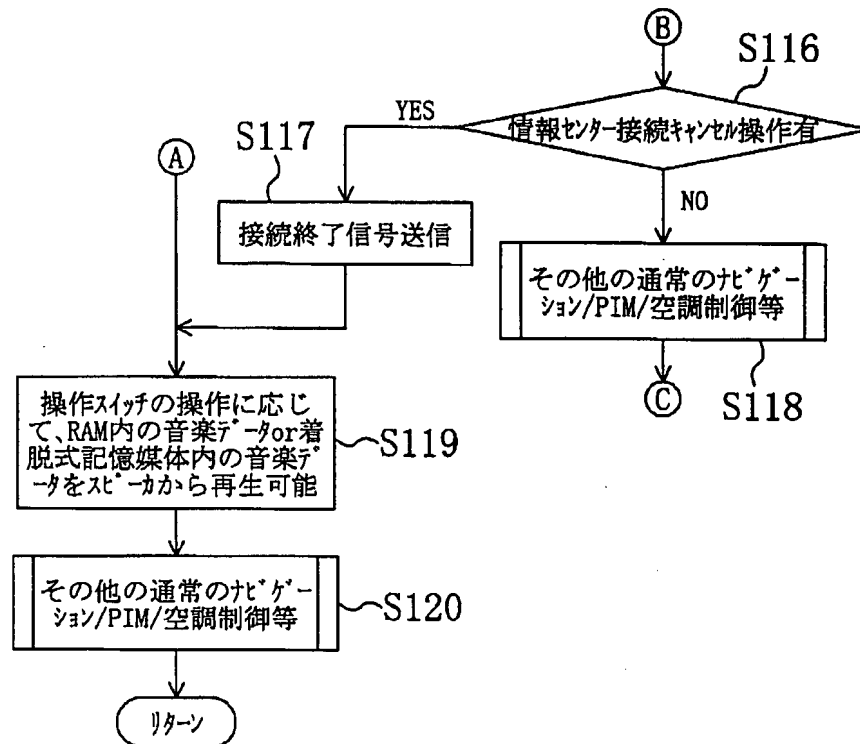 B
S116
情報センター接続キャンセル操作有
YES
NO
S117
A
接続終了信号送信
その他の通常のナビゲー
ション/PIM/空調制御等
S118
C
操作スイッチの操作に応じ
て、RAM内の音楽データor着
脱式記憶媒体内の音楽デ
ータをスピーカから再生可能
S119
その他の通常のナビゲー
ション/PIM/空調制御等
S120
リターン